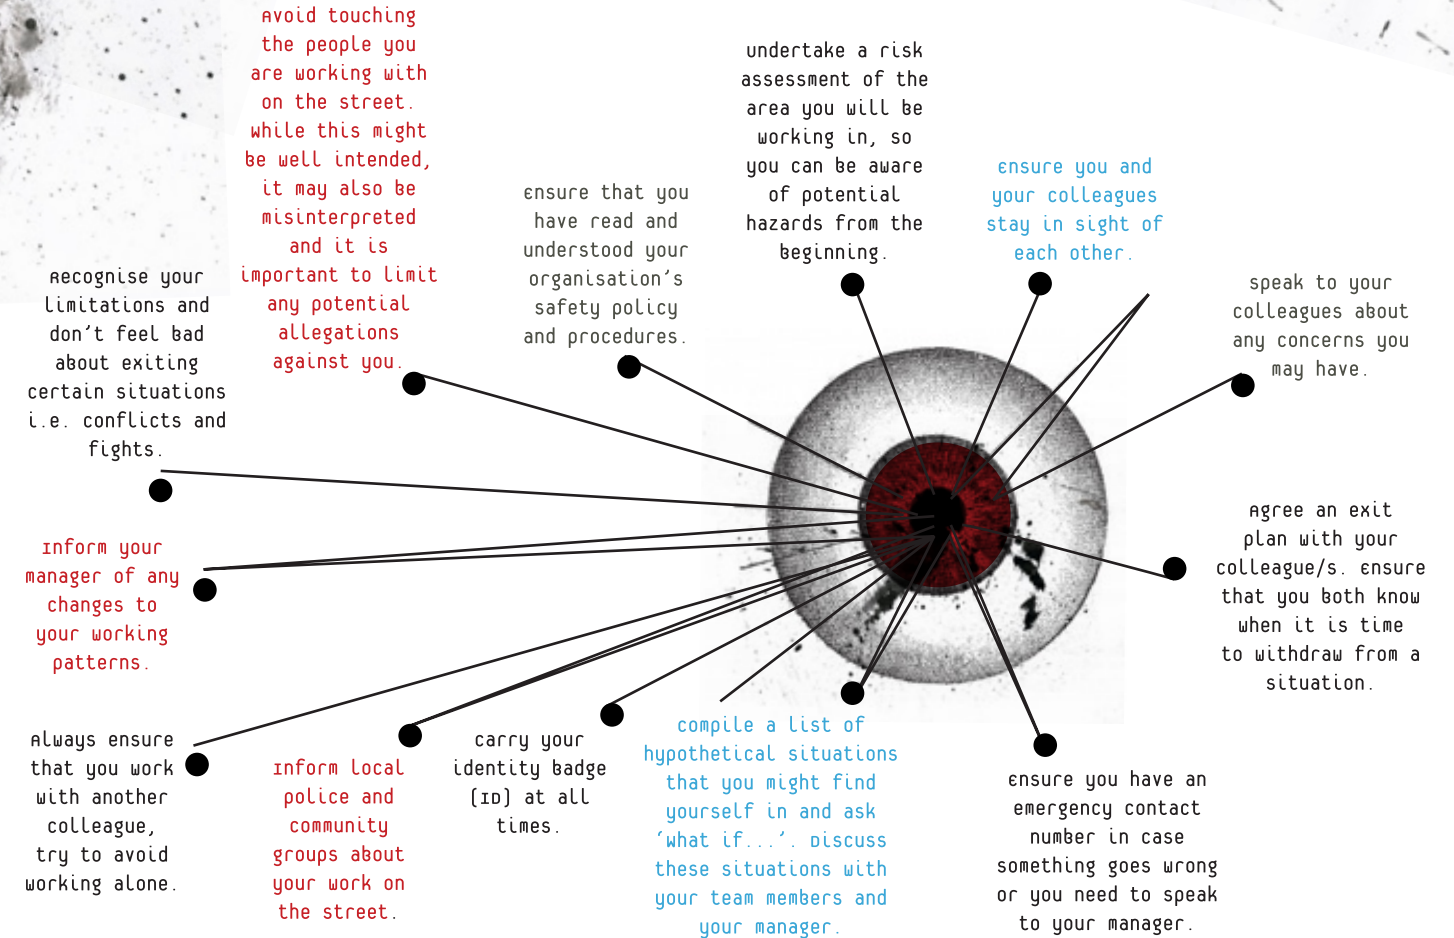 Avoid touching
the people you
are working with
on the street.
while this might
be well intended,
it may also be
misinterpreted
and it is
important to limit
any potential
allegations
against you.
undertake a risk
assessment of the
area you will be
working in, so
you can be aware
of potential
hazards from the
beginning.
ensure you and
your colleagues
stay in sight of
each other.
ensure that you
have read and
understood your
organisation's
safety policy
and procedures.
Recognise your
limitations and
don't feel bad
about exiting
certain situations
i.e. conflicts and
fights.
speak to your
colleagues about
any concerns you
may have.
Agree an exit
plan with your
colleague/s. ensure
that you both know
when it is time
to withdraw from a
situation.
Inform your
manager of any
changes to
your working
patterns.
Always ensure
that you work
with another
colleague,
try to avoid
working alone.
Inform local
police and
community
groups about
your work on
the street.
carry your
identity badge
(ID) at all
times.
compile a list of
hypothetical situations
that you might find
yourself in and ask
'what if...'. Discuss
these situations with
your team members and
your manager.
ensure you have an
emergency contact
number in case
something goes wrong
or you need to speak
to your manager.